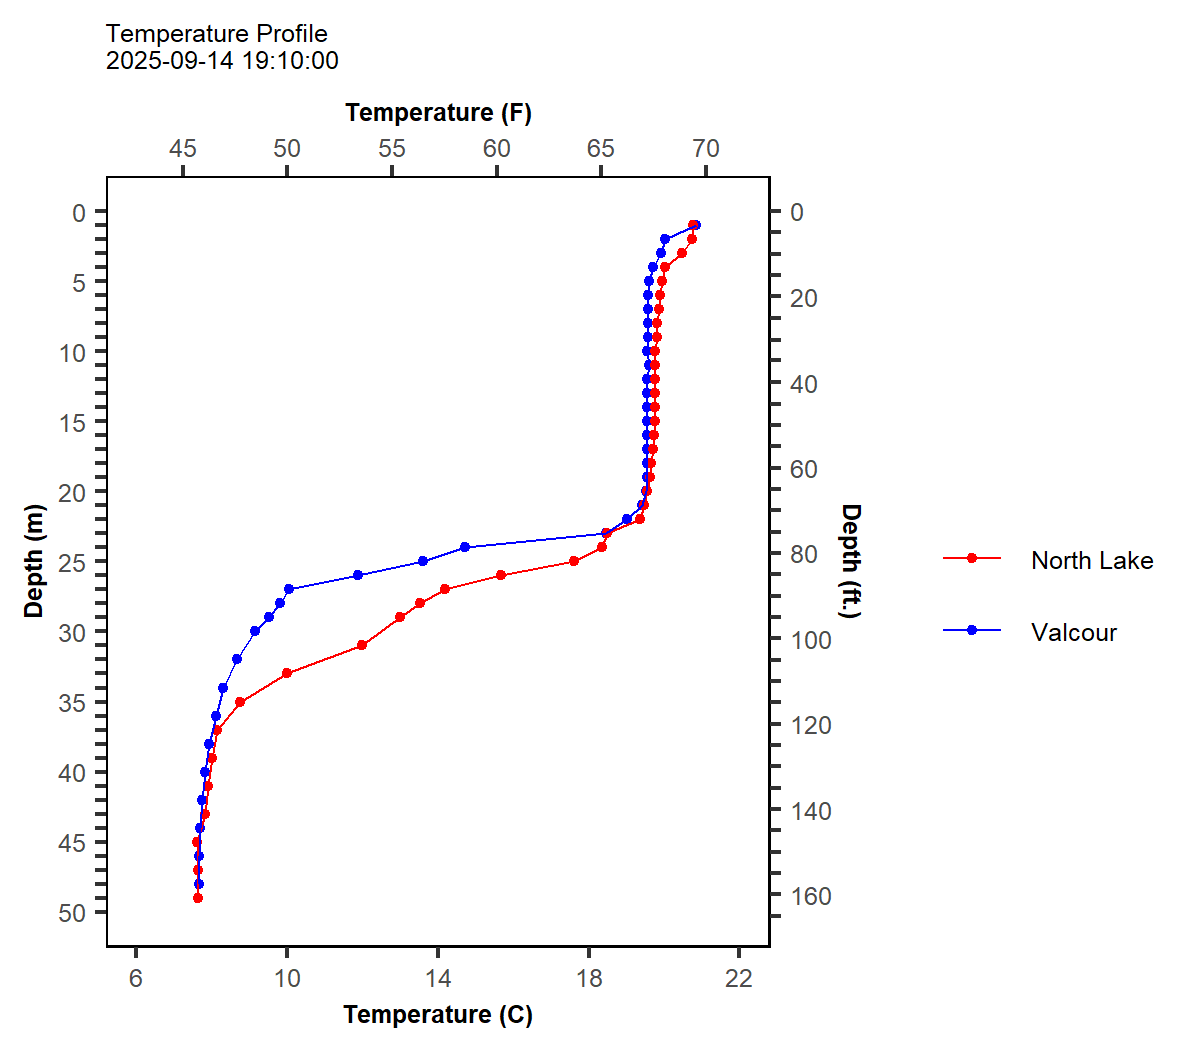 Temperature Profile
2025-09-14 19:10:00
Temperature (F)
45 50 55 60 65 70
Depth (m)
0
5
10
15
20
25
30
35
40
45
50
0
20
40
60
80
100
120
140
160
Depth (ft.)
North Lake
Valcour
6 10 14 18 22
Temperature (C)